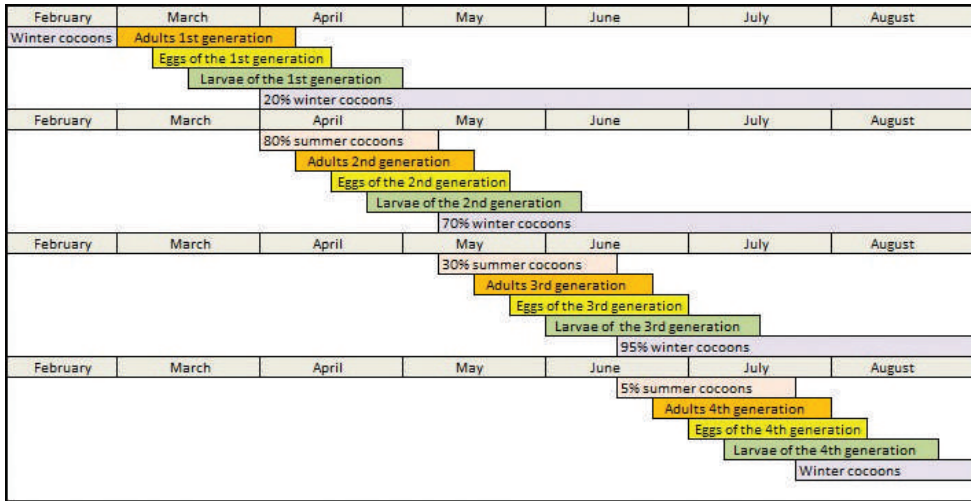 February March April May June July August
Winter cocoons Adults 1st generation
Eggs of the 1st generation
Larvae of the 1st generation
20% winter cocoons
February March April May June July August
80% summer cocoons
Adults 2nd generation
Eggs of the 2nd generation
Larvae of the 2nd generation
70% winter cocoons
February March April May June July August
30% summer cocoons
Adults 3rd generation
Eggs of the 3rd generation
Larvae of the 3rd generation
95% winter cocoons
February March April May June July August
5% summer cocoons
Adults 4th generation
Eggs of the 4th generation
Larvae of the 4th generation
Winter cocoons